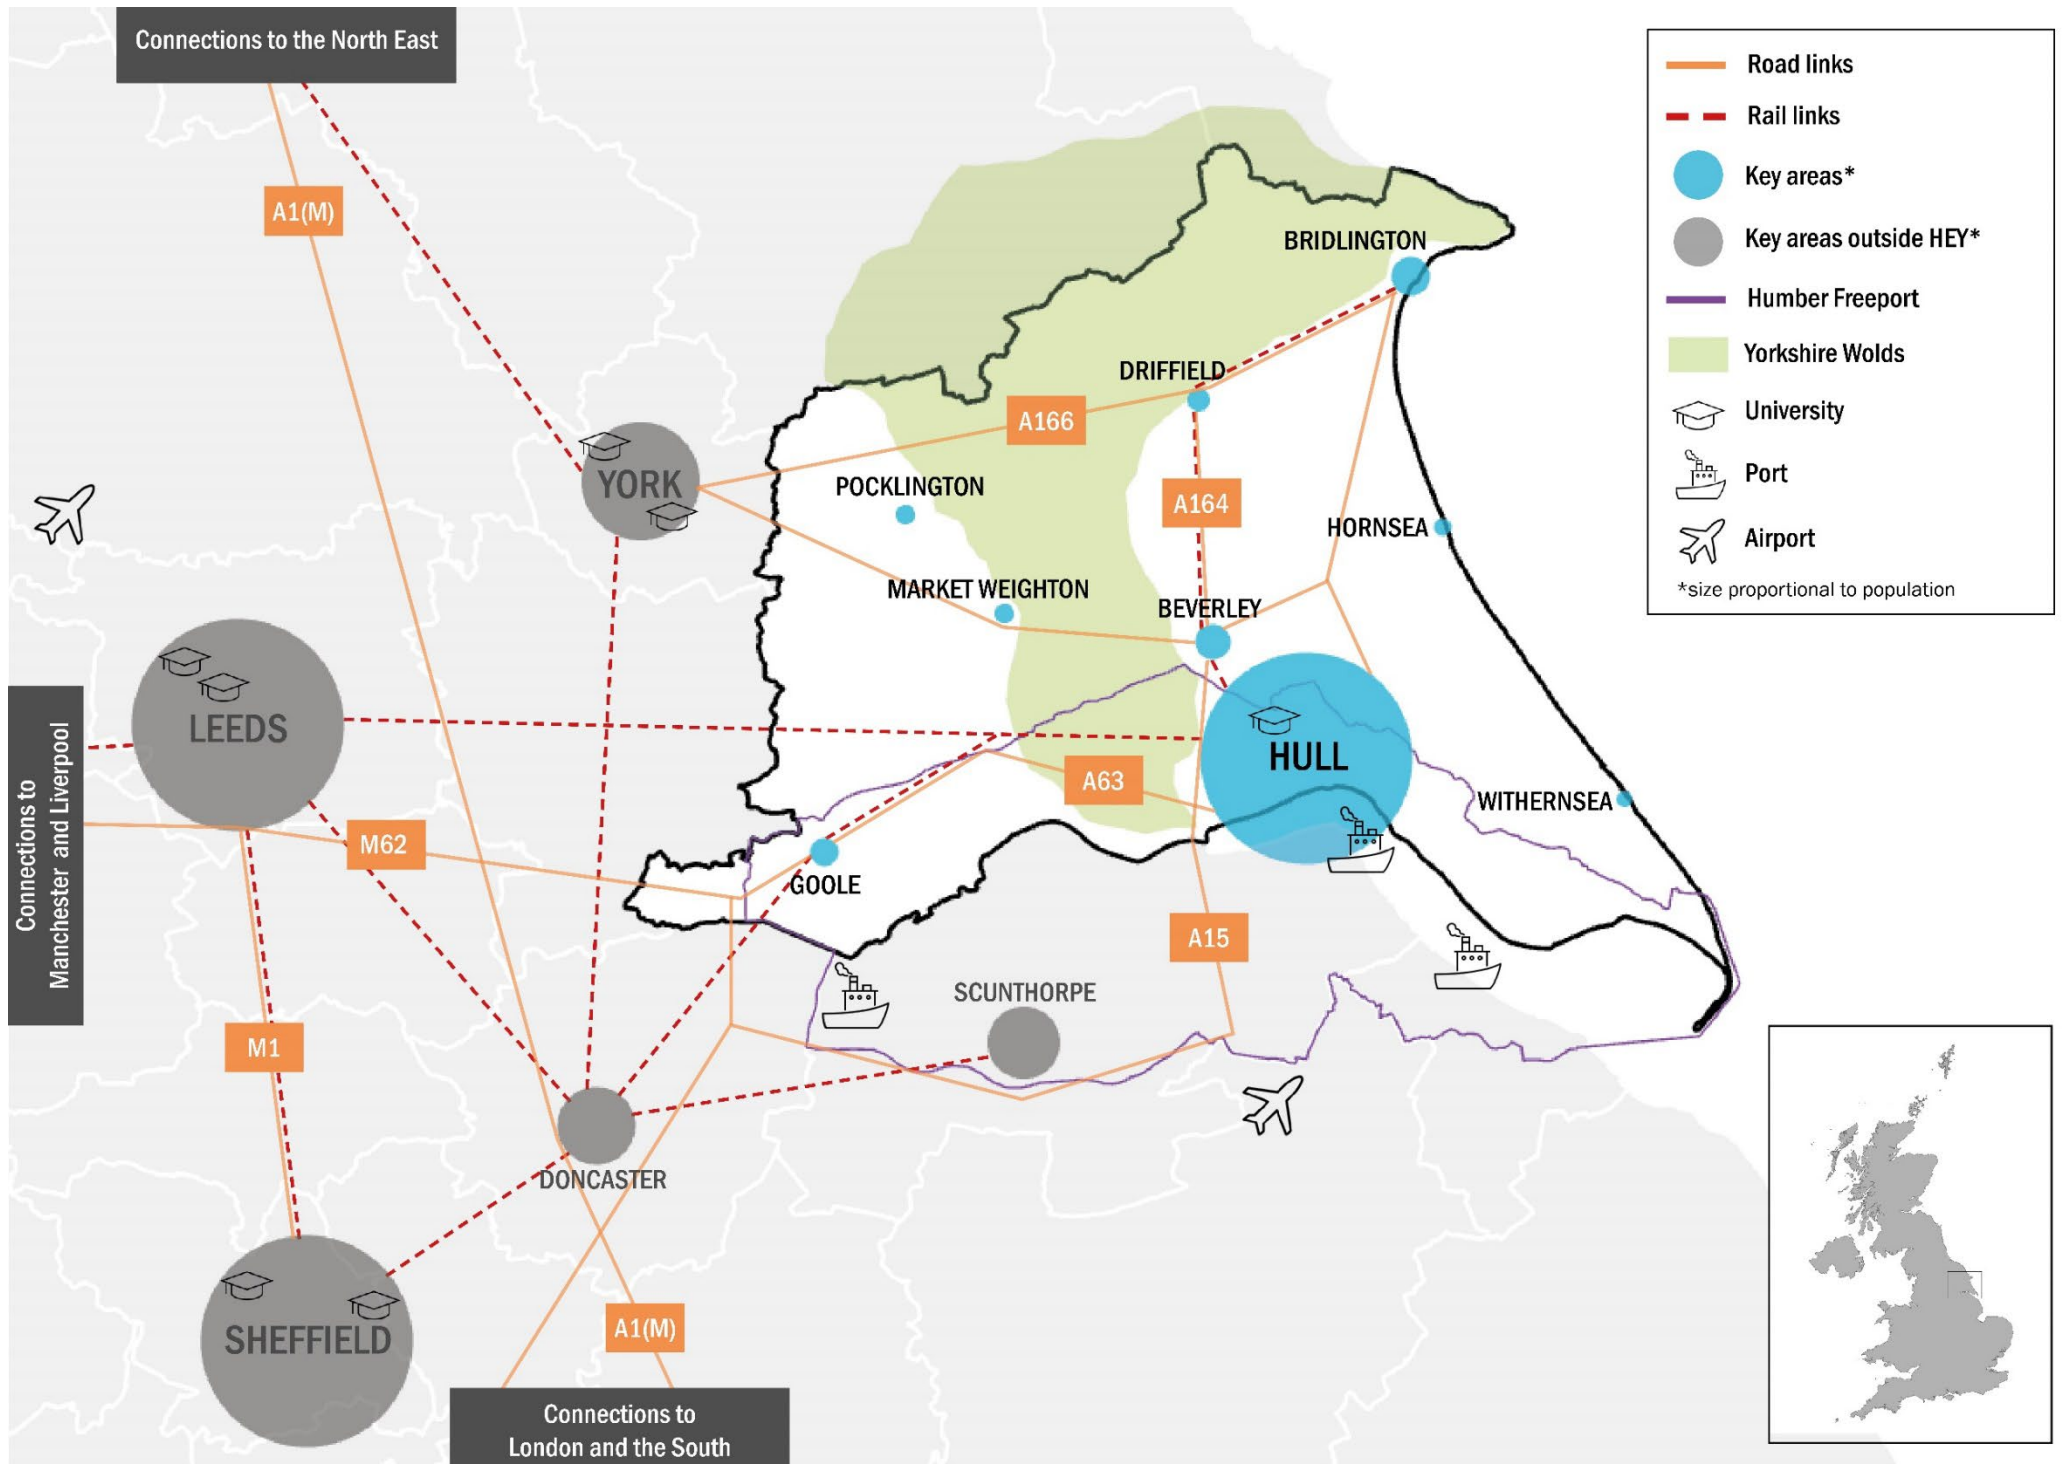 Connections to the North East
A1(M)
BRIDLINGTON
DRIFFIELD
A166
YORK
POCKLINGTON
A164
HORNSEA
MARKET WEIGHTON
BEVERLEY
LEEDS
HULL
A63
WITHERNSEA
Connections to
Manchester and Liverpool
M62
GOOLE
A15
SCUNTHORPE
M1
DONCASTER
SHEFFIELD
A1(M)
Connections to
London and the South
Road links
Rail links
Key areas*
Key areas outside HEY*
Humber Freeport
Yorkshire Wolds
University
Port
Airport
*size proportional to population